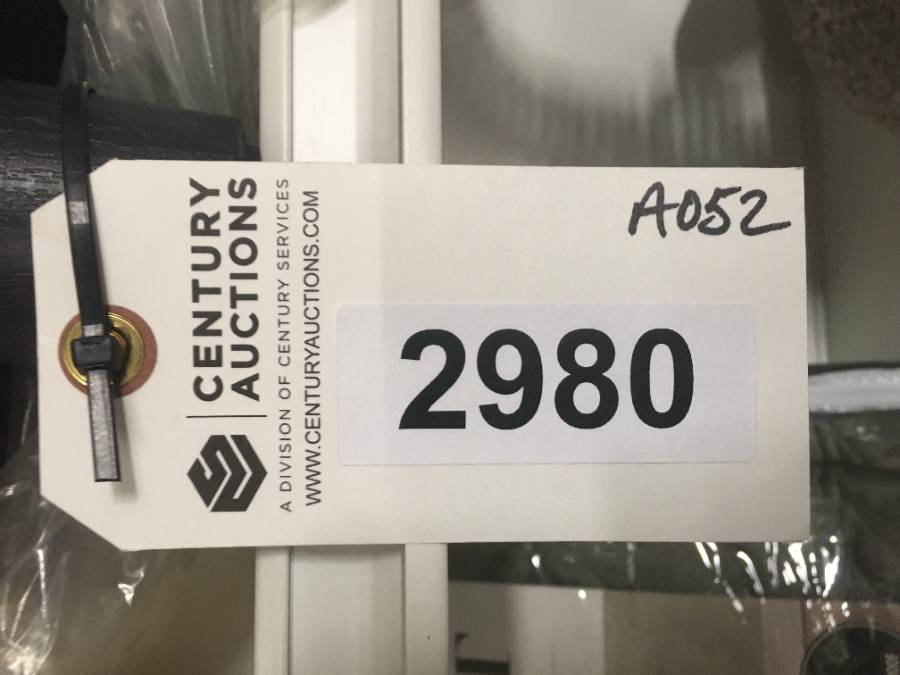 CENTURY
AUCTIONS
A DIVISION OF CENTURY SERVICES
WWW.CENTURYAUCTIONS.COM
A052
2980